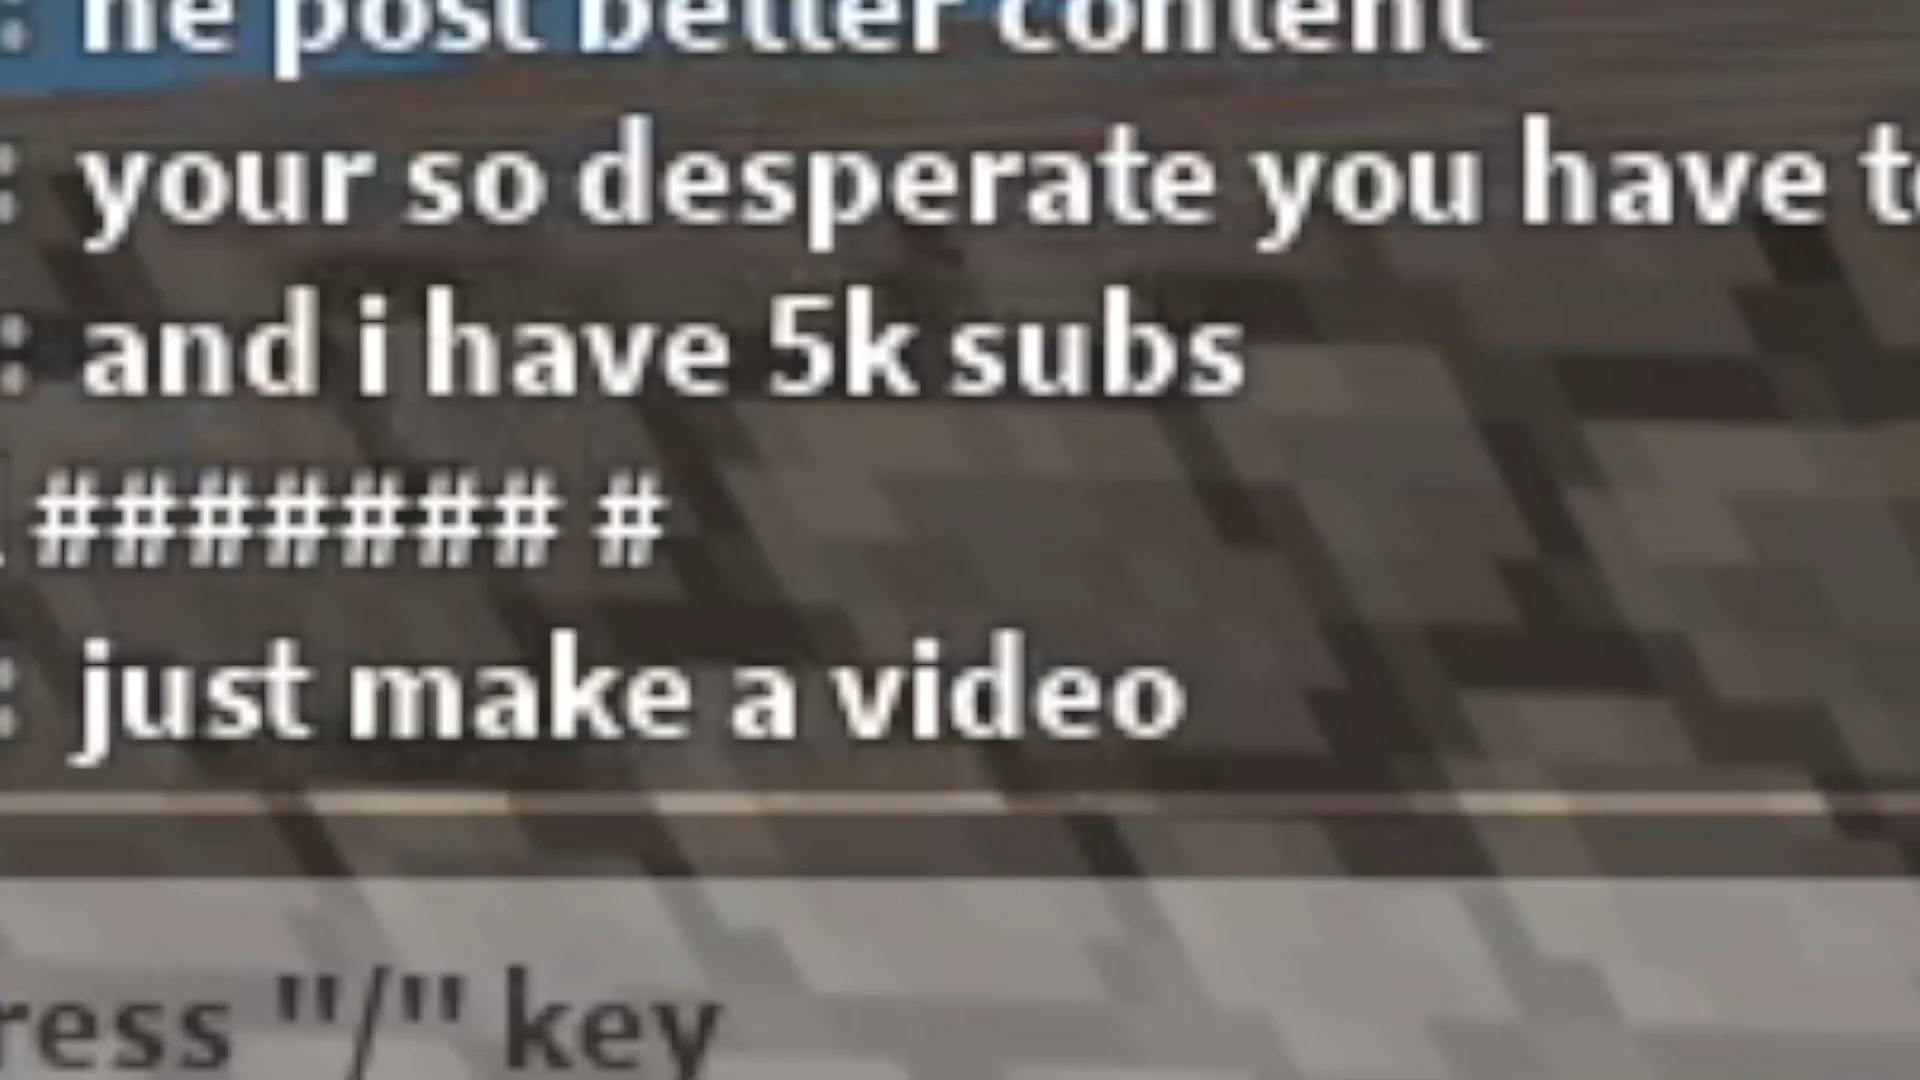 : he post better content
: your so desperate you have
: and i have 5k subs
####### #
: just make a video
ress "/" key